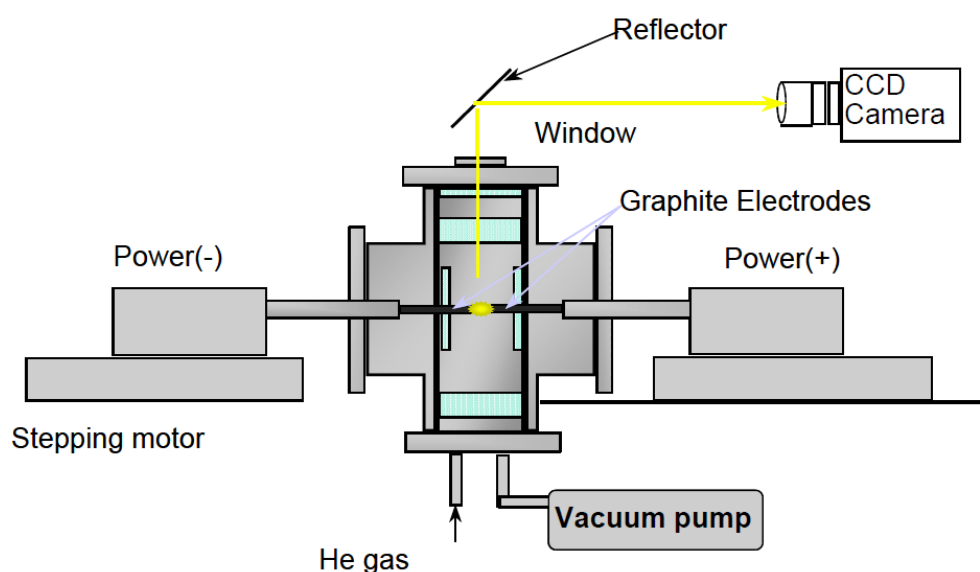 Reflector
CCD
Camera
Window
Graphite Electrodes
Power(-)
Power(+)
Stepping motor
Vacuum pump
He gas